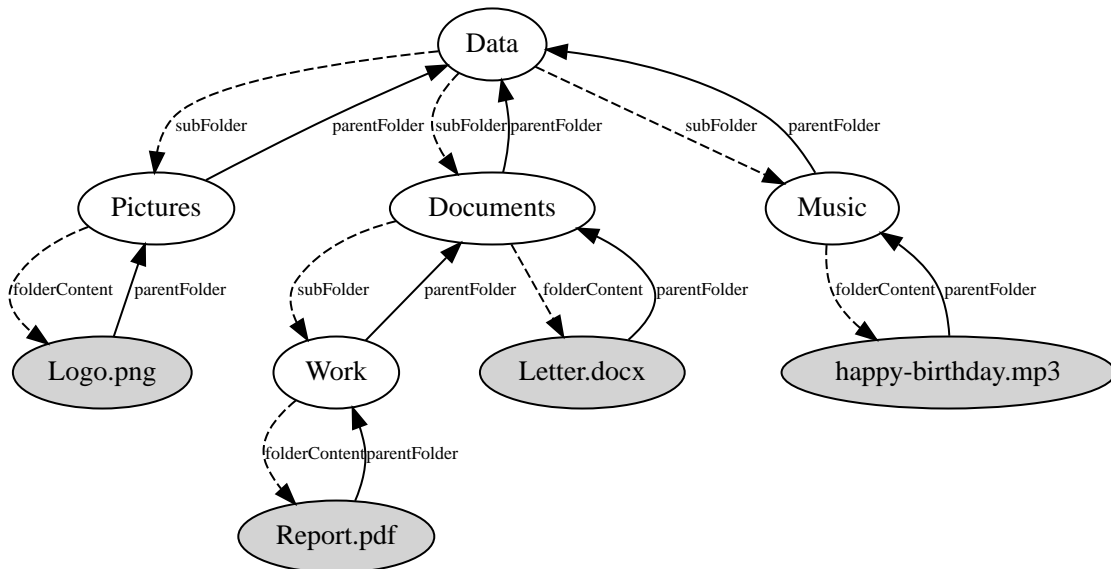 Data
subFolder parentFolder subFolder parentFolder subFolder parentFolder
Pictures Documents Music
folderContent parentFolder subFolder parentFolder folderContent parentFolder folderContent parentFolder
Logo.png Work Letter.docx happy-birthday.mp3
folderContent parentFolder
Report.pdf